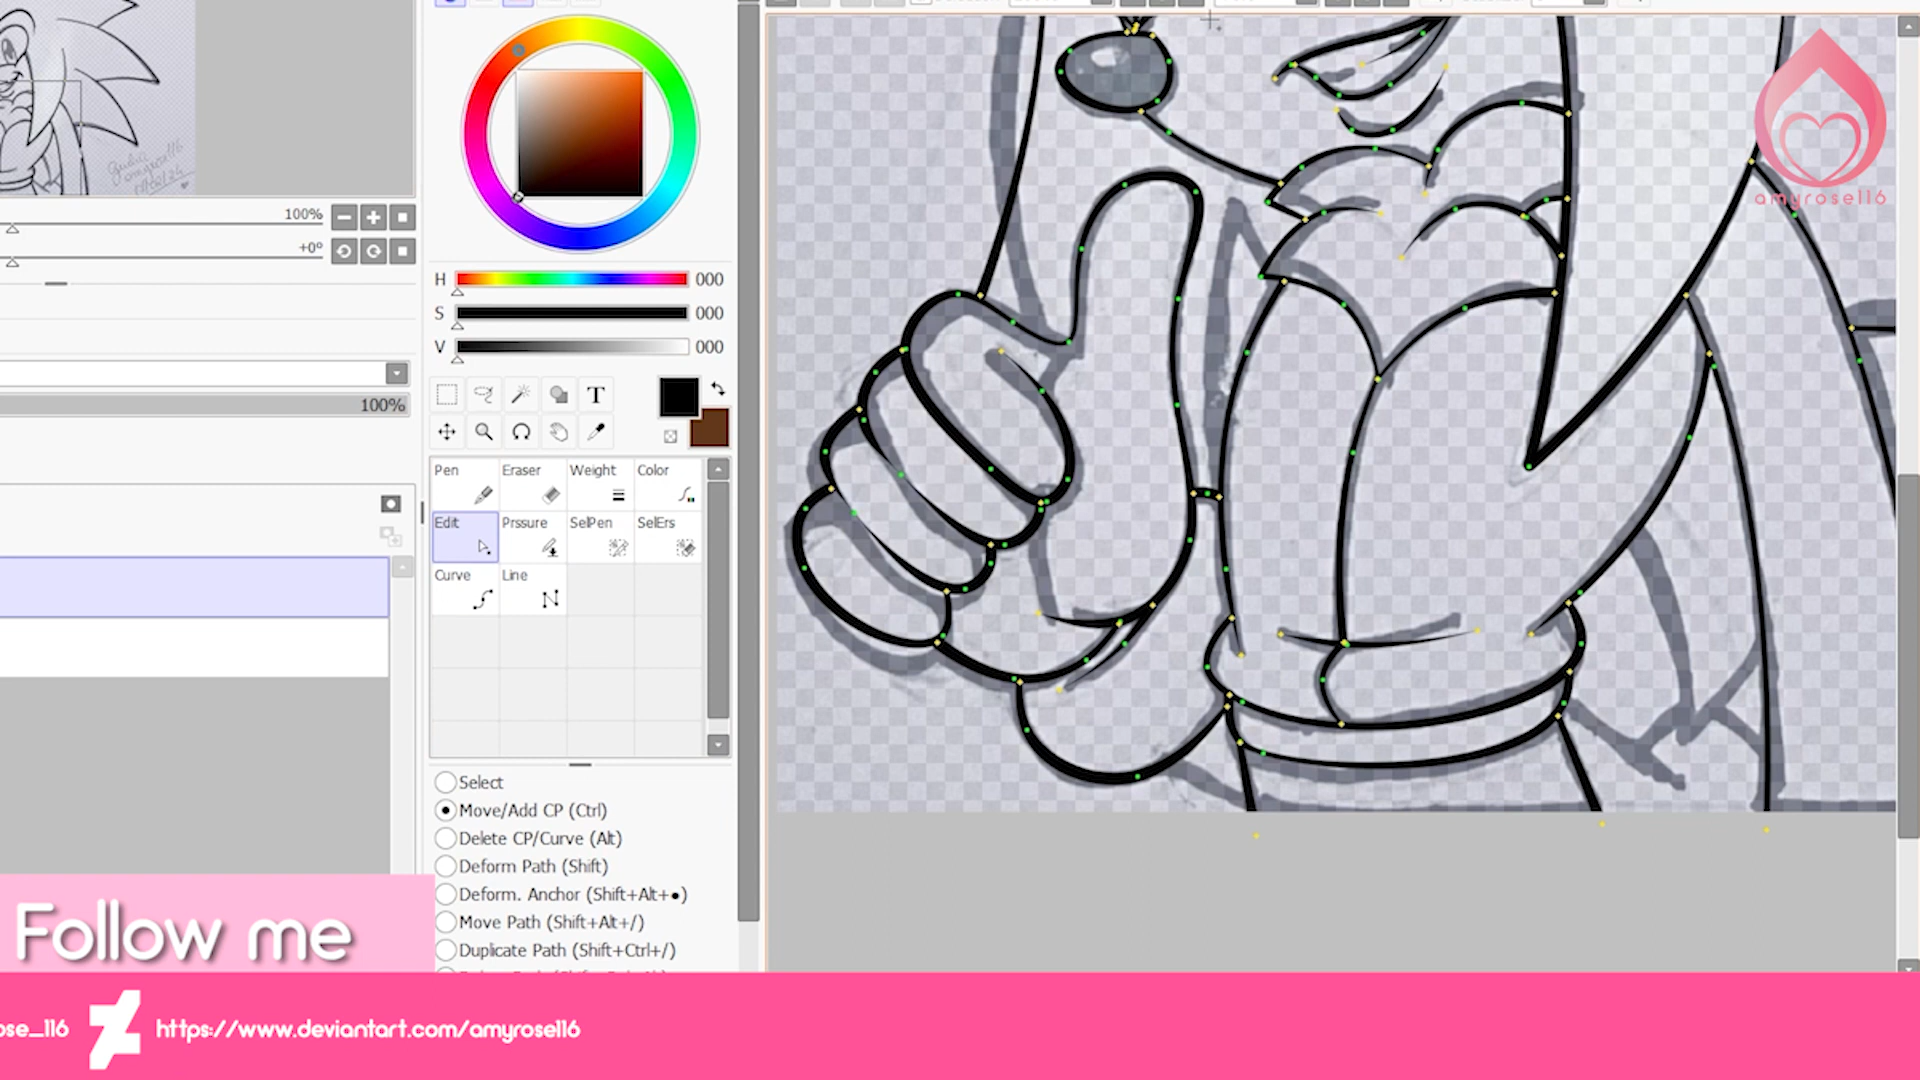 100%
+0°
100%
H 000
S 000
V 000
T
Pen Eraser Weight Color
Edit Prssure SelPen SelErs
Curve Line
Select
Move/Add CP (Ctrl)
Delete CP/Curve (Alt)
Deform Path (Shift)
Deform. Anchor (Shift+Alt+●)
Move Path (Shift+Alt+/)
Duplicate Path (Shift+Ctrl+/)
amyrose116
Follow me
ose_116
https://www.deviantart.com/amyrose116